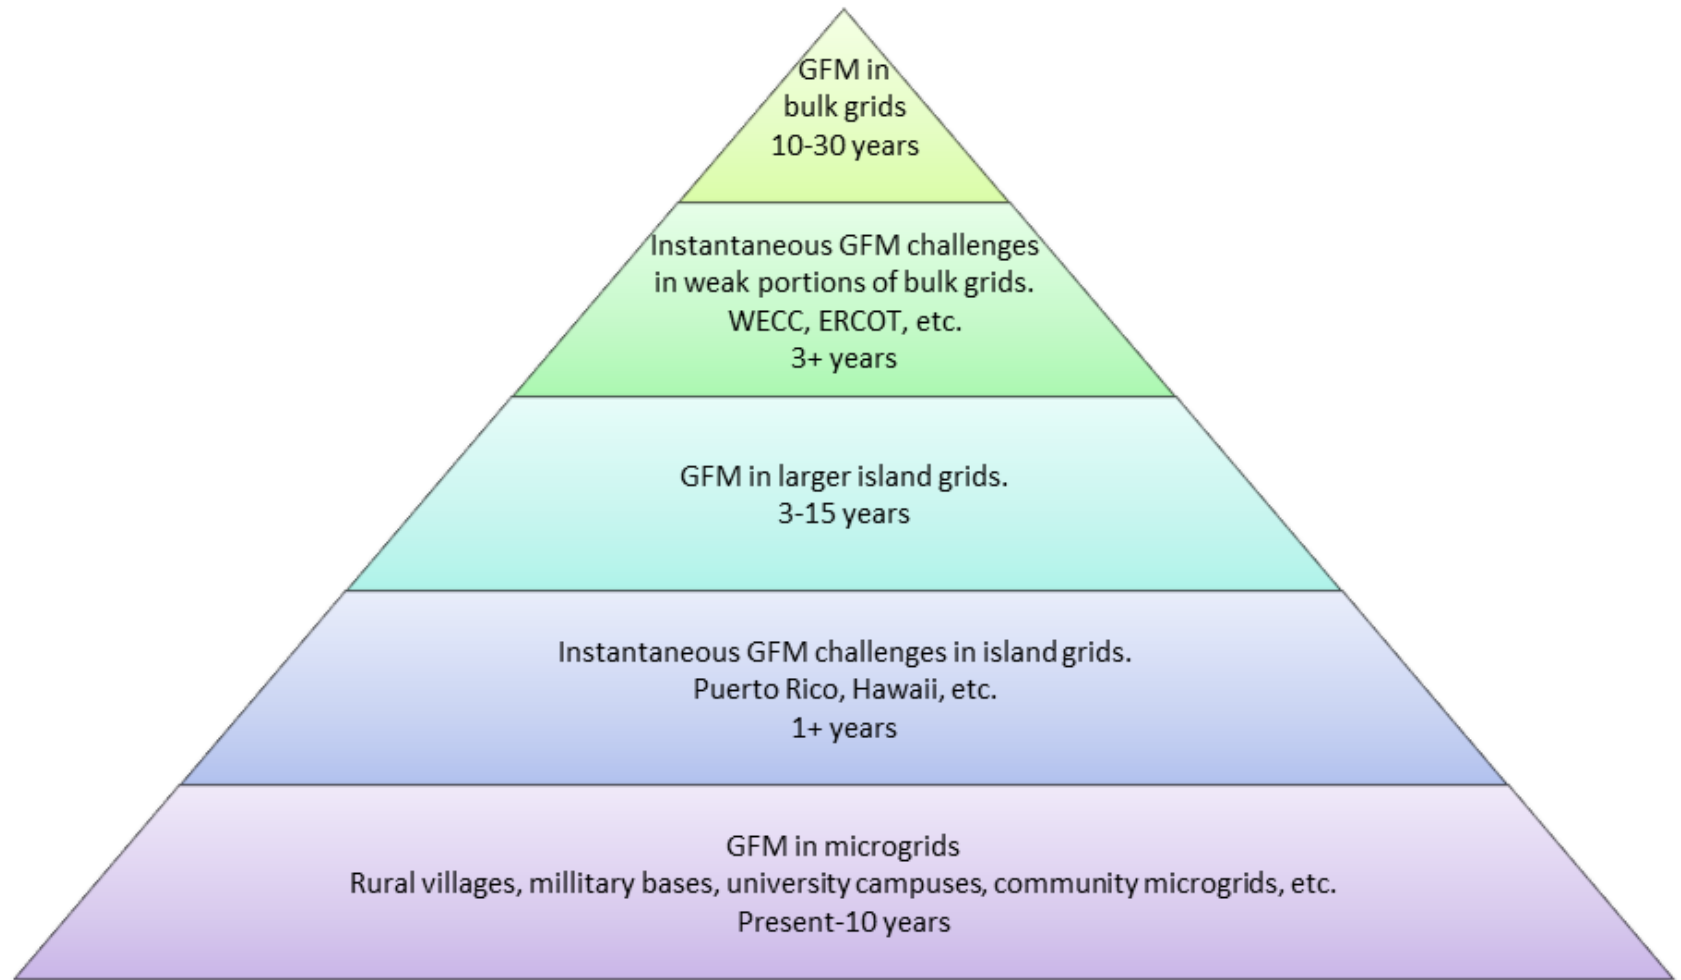 GFM in
bulk grids
10-30 years
Instantaneous GFM challenges
in weak portions of bulk grids.
WECC, ERCOT, etc.
3+ years
GFM in larger island grids.
3-15 years
Instantaneous GFM challenges in island grids.
Puerto Rico, Hawaii, etc.
1+ years
GFM in microgrids
Rural villages, millitary bases, university campuses, community microgrids, etc.
Present-10 years